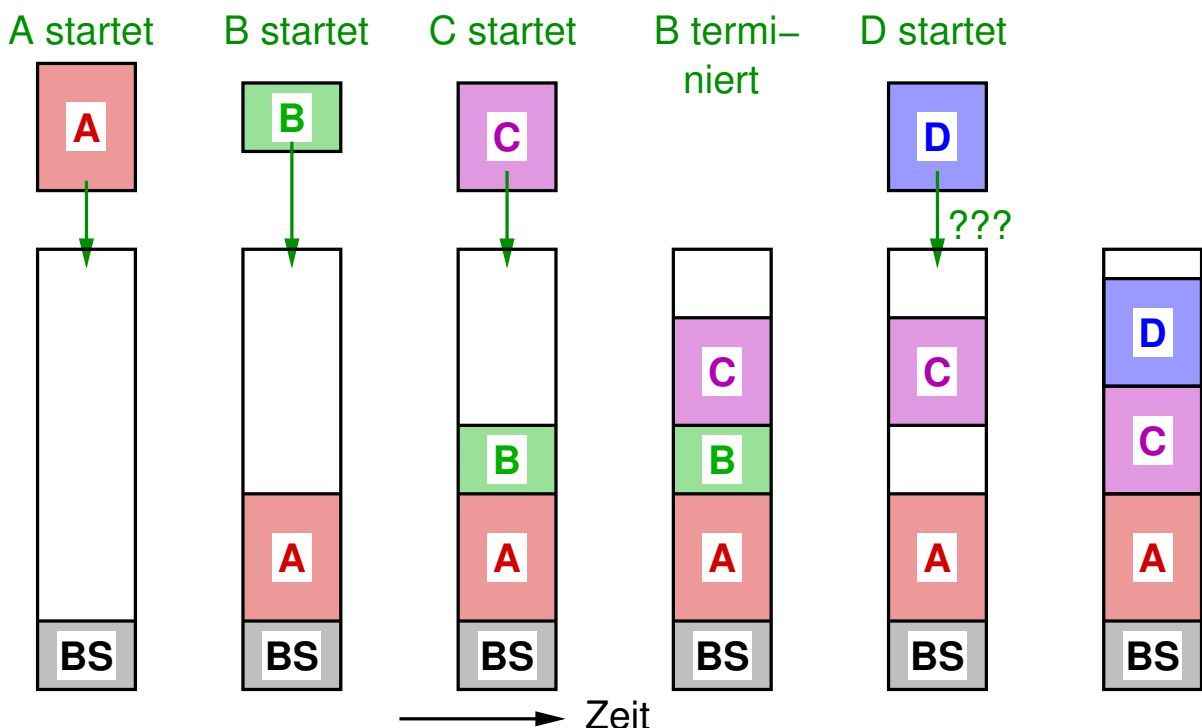 A startet
B startet
C startet
B termi–
niert
D startet
A
B
C
D
???
BS
A
BS
B
A
BS
C
B
A
BS
C
A
BS
D
C
A
BS
Zeit